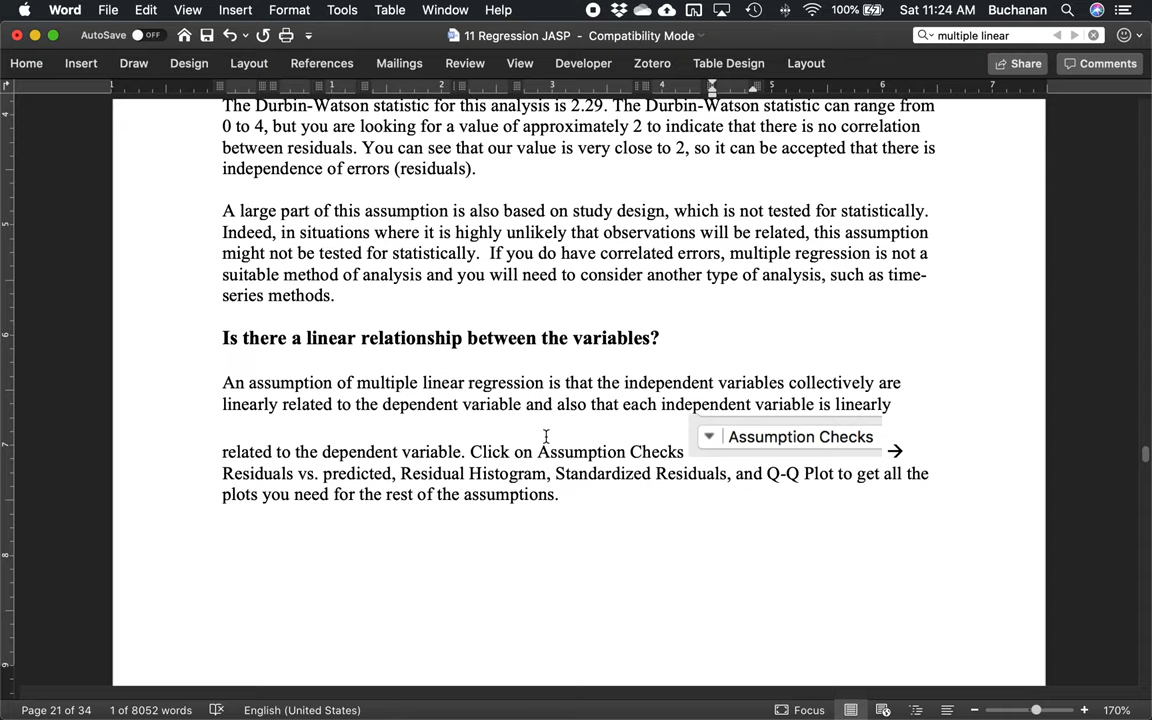 Word File Edit View Insert Format Tools Table Window Help 100% Sat 11:24 AM Buchanan
AutoSave OFF 11 Regression JASP - Compatibility Mode multiple linear
Home Insert Draw Design Layout References Mailings Review View Developer Zotero Table Design Layout Share Comments
1 1 2 3 4 5 6 7
The Durbin-Watson statistic for this analysis is 2.29. The Durbin-Watson statistic can range from
0 to 4, but you are looking for a value of approximately 2 to indicate that there is no correlation
between residuals. You can see that our value is very close to 2, so it can be accepted that there is
independence of errors (residuals).
A large part of this assumption is also based on study design, which is not tested for statistically.
Indeed, in situations where it is highly unlikely that observations will be related, this assumption
might not be tested for statistically. If you do have correlated errors, multiple regression is not a
suitable method of analysis and you will need to consider another type of analysis, such as time-
series methods.
Is there a linear relationship between the variables?
An assumption of multiple linear regression is that the independent variables collectively are
linearly related to the dependent variable and also that each independent variable is linearly
related to the dependent variable. Click on Assumption Checks Assumption Checks →
Residuals vs. predicted, Residual Histogram, Standardized Residuals, and Q-Q Plot to get all the
plots you need for the rest of the assumptions.
Page 21 of 34 1 of 8052 words English (United States) Focus 170%